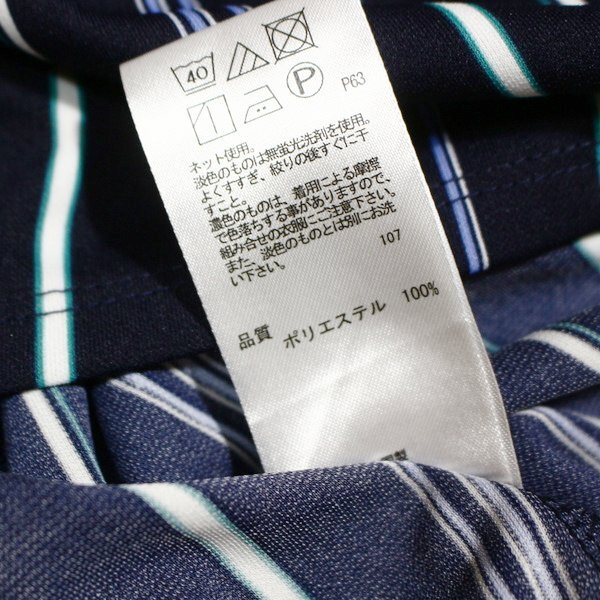 40
P P63
ネット使用。
淡色のものは無蛍光洗剤を使用。
よくすすぎ、絞りの後すぐに干
すこと。
濃色のものは、着用による摩擦
で色落ちする事がありますので、
組み合せの衣服にご注意下さい。
また、淡色のものとは別にお洗
い下さい。
107
品質 ポリエステル 100%